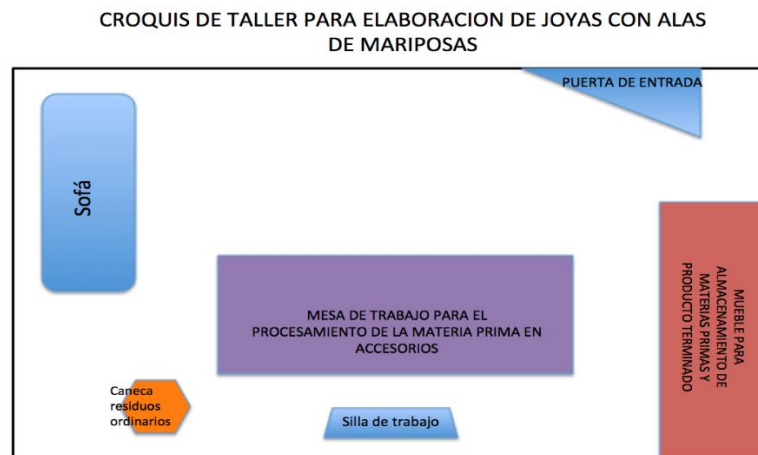 CROQUIS DE TALLER PARA ELABORACION DE JOYAS CON ALAS
DE MARIPOSAS
PUERTA DE ENTRADA
Sofá
MUEBLE PARA
ALMACENAMIENTO DE
MATERIAS PRIMAS Y
PRODUCTO TERMINADO
MESA DE TRABAJO PARA EL
PROCESAMIENTO DE LA MATERIA PRIMA EN
ACCESORIOS
Caneca
residuos
ordinarios
Silla de trabajo